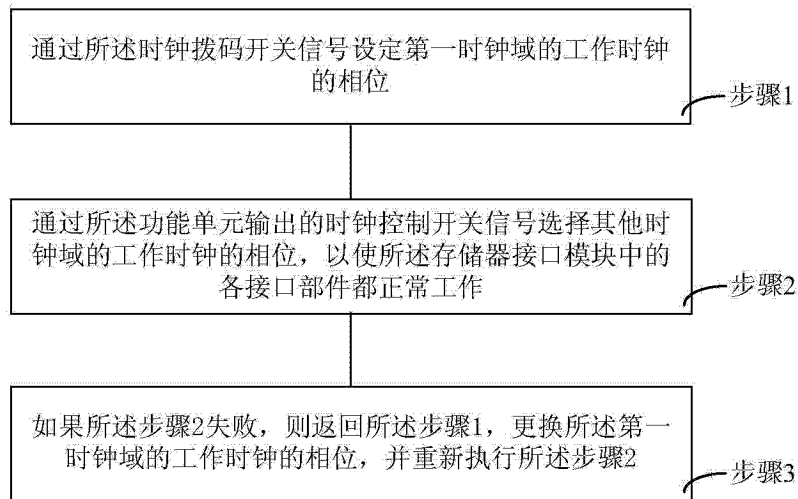 通过所述时钟拨码开关信号设定第一时钟域的工作时钟
的相位
步骤1
通过所述功能单元输出的时钟控制开关信号选择其他时
钟域的工作时钟的相位，以使所述存储器接口模块中的
各接口部件都正常工作
步骤2
如果所述步骤2失败，则返回所述步骤1，更换所述第一
时钟域的工作时钟的相位，并重新执行所述步骤2
步骤3